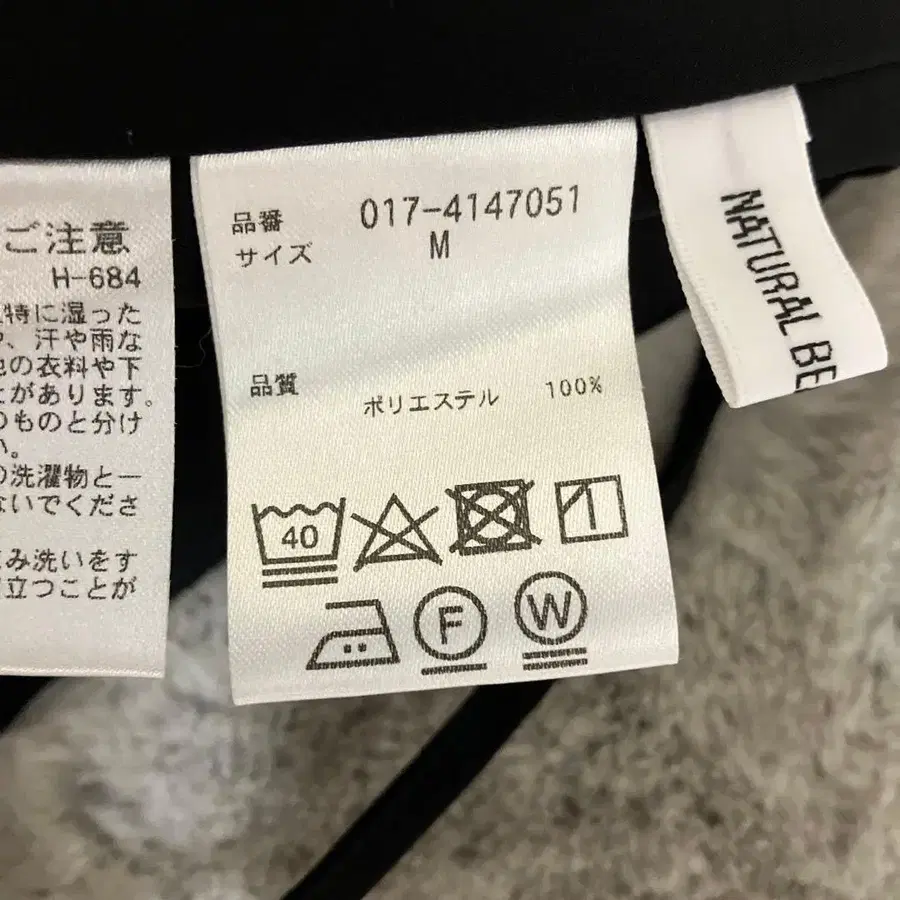 ご注意
H-684
特に湿った
、汗や雨な
他の衣料や下
とがあります。
のものと分け
い。
の洗濯物と一
ないでくださ
み洗いをす
立つことが
品番 017-4147051
サイズ M
品質 ポリエステル 100%
40
F W
NATURAL BE